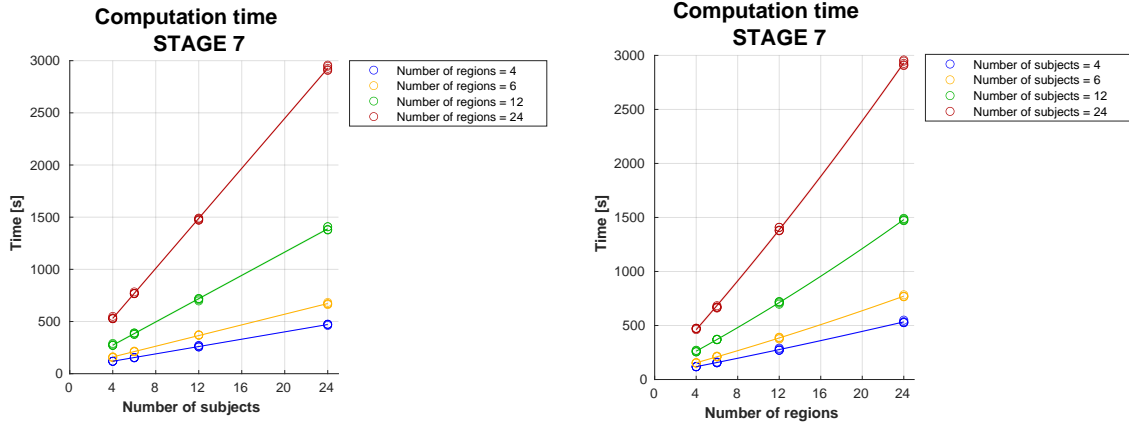 Computation time
STAGE 7
3000
2500
2000
1500
1000
500
0
Time [s]
0 4 8 12 16 20 24
Number of subjects
Number of regions = 4
Number of regions = 6
Number of regions = 12
Number of regions = 24
Computation time
STAGE 7
3000
2500
2000
1500
1000
500
0
Time [s]
0 4 8 12 16 20 24
Number of regions
Number of subjects = 4
Number of subjects = 6
Number of subjects = 12
Number of subjects = 24